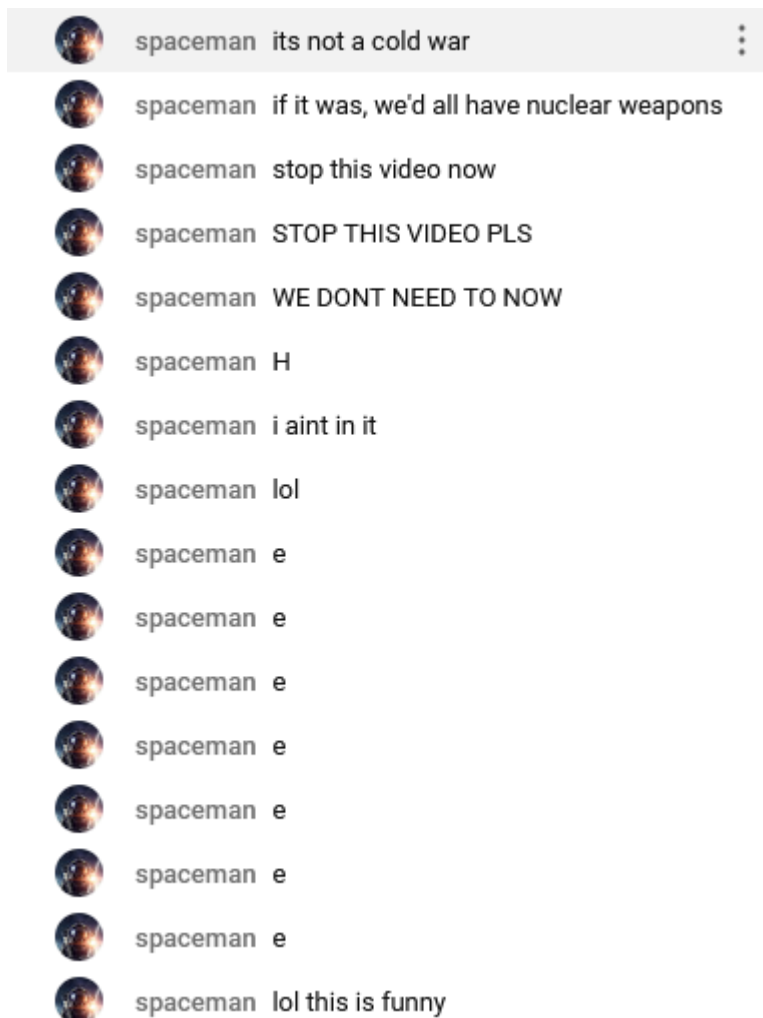 spaceman its not a cold war
spaceman if it was, we'd all have nuclear weapons
spaceman stop this video now
spaceman STOP THIS VIDEO PLS
spaceman WE DONT NEED TO NOW
spaceman H
spaceman i aint in it
spaceman lol
spaceman e
spaceman e
spaceman e
spaceman e
spaceman e
spaceman e
spaceman e
spaceman lol this is funny